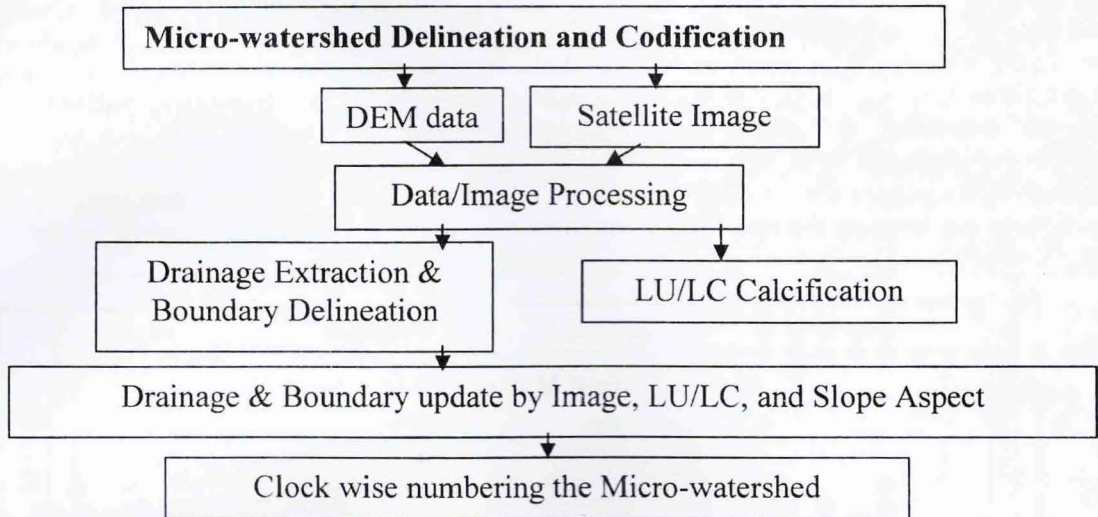 Micro-watershed Delineation and Codification
DEM data
Satellite Image
Data/Image Processing
Drainage Extraction &
Boundary Delineation
LU/LC Calcification
Drainage & Boundary update by Image, LU/LC, and Slope Aspect
Clock wise numbering the Micro-watershed